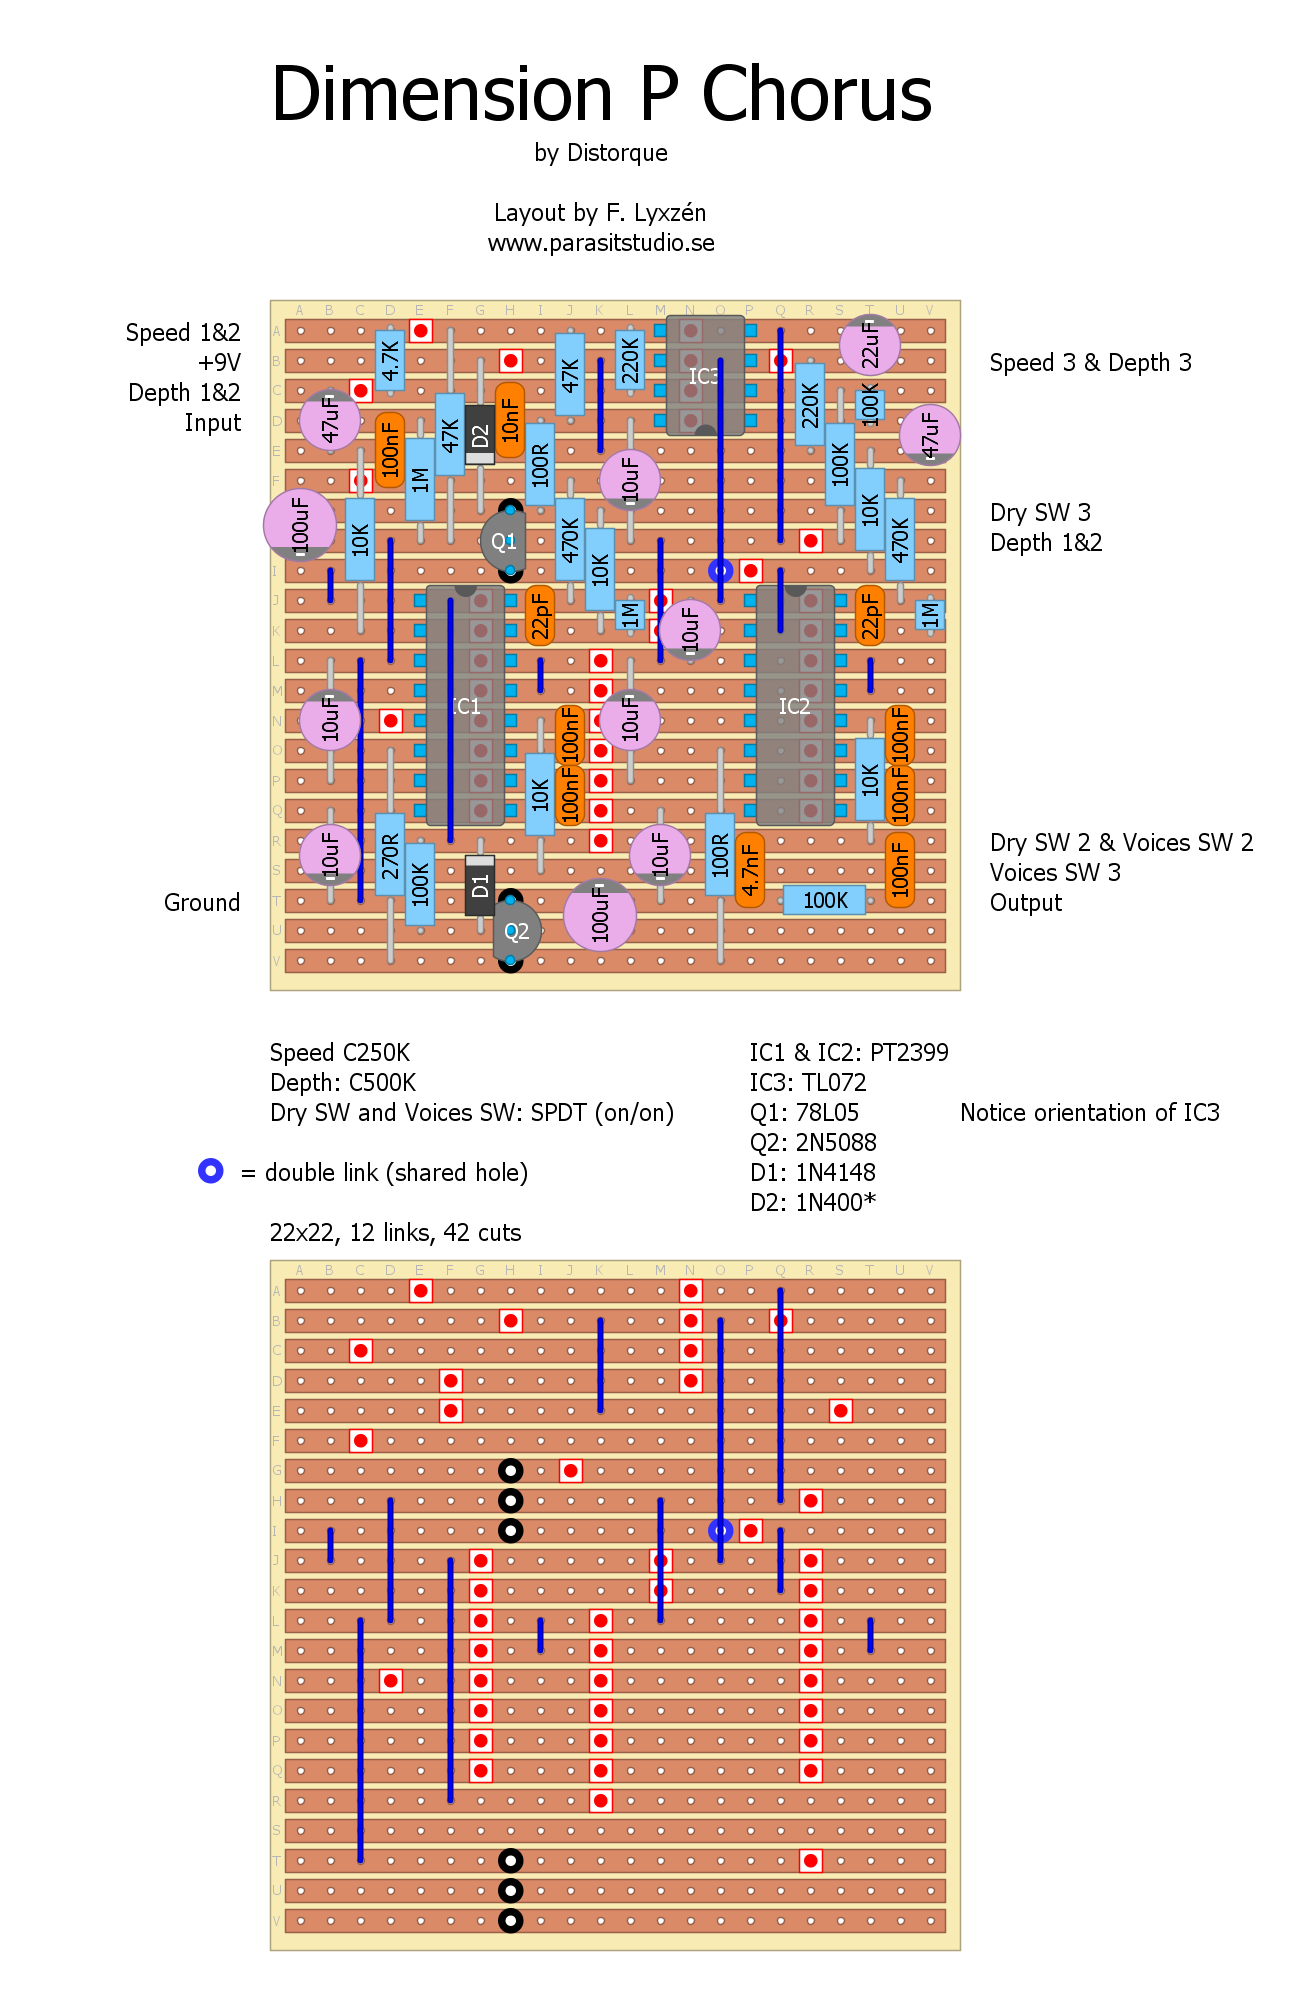 Dimension P Chorus
by Distorque
Layout by F. Lyxzén
www.parasitstudio.se
A B C D E F G H I J K L M N O P Q R S T U V
A
B
C
D
E
F
G
H
I
J
K
L
M
N
O
P
Q
R
S
T
U
V
Speed 1&2
+9V
Depth 1&2
Input
Ground
Speed 3 & Depth 3
Dry SW 3
Depth 1&2
Dry SW 2 & Voices SW 2
Voices SW 3
Output
4.7K
47K
220K
IC3
22uF
47uF
100nF
47K
D2
10nF
220K
100K
47uF
1M
100R
10uF
100K
100uF
10K
Q1
470K
10K
10K
470K
22pF
1M
10uF
22pF
1M
10uF
IC1
100nF
10uF
IC2
100nF
10K
100nF
10K
100nF
10uF
270R
100K
D1
10uF
100R
4.7nF
100nF
100K
Q2
100uF
Speed C250K
Depth: C500K
Dry SW and Voices SW: SPDT (on/on)
= double link (shared hole)
22x22, 12 links, 42 cuts
IC1 & IC2: PT2399
IC3: TL072
Q1: 78L05
Q2: 2N5088
D1: 1N4148
D2: 1N400*
Notice orientation of IC3
A B C D E F G H I J K L M N O P Q R S T U V
A
B
C
D
E
F
G
H
I
J
K
L
M
N
O
P
Q
R
S
T
U
V